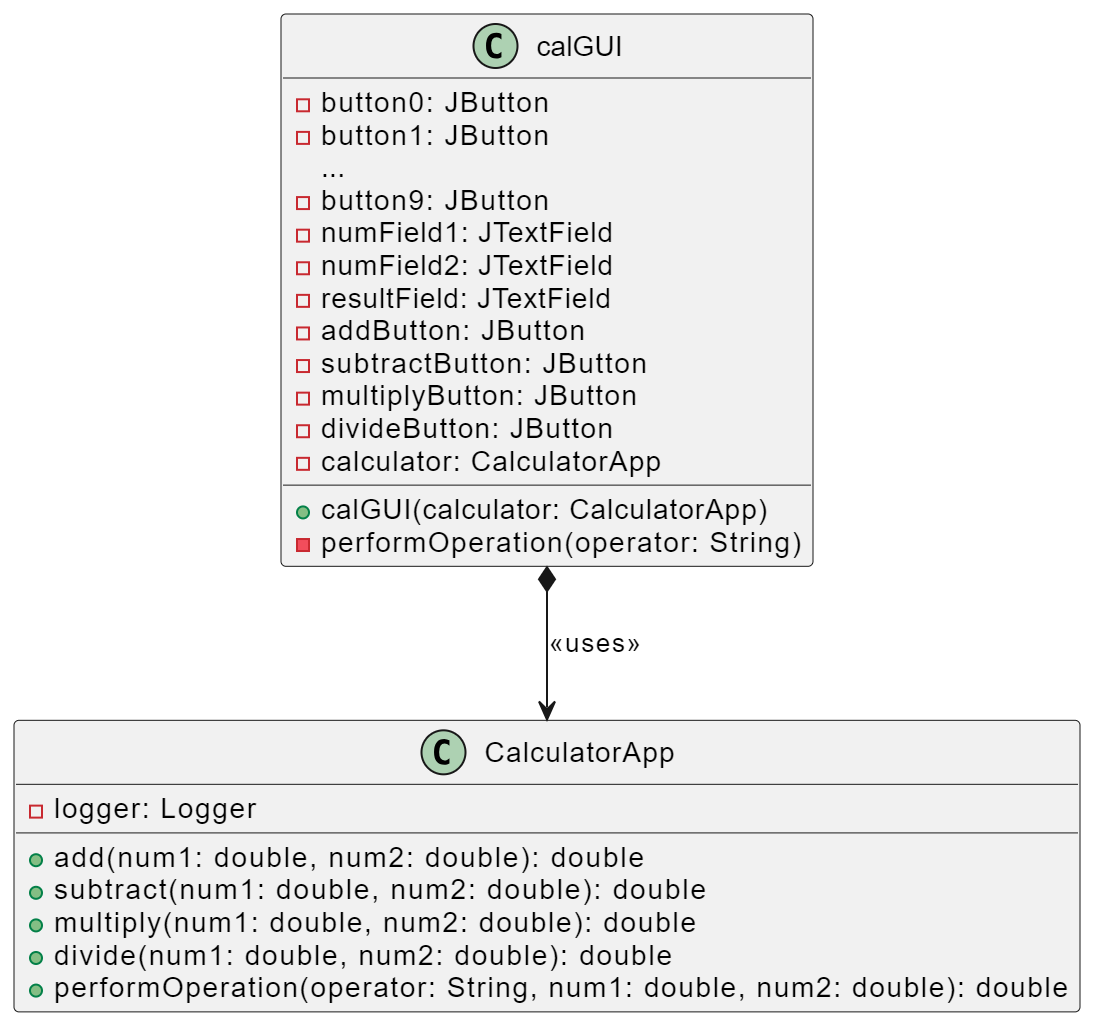 C calGUI
button0: JButton
button1: JButton
...
button9: JButton
numField1: JTextField
numField2: JTextField
resultField: JTextField
addButton: JButton
subtractButton: JButton
multiplyButton: JButton
divideButton: JButton
calculator: CalculatorApp
calGUI(calculator: CalculatorApp)
performOperation(operator: String)
«uses»
C CalculatorApp
logger: Logger
add(num1: double, num2: double): double
subtract(num1: double, num2: double): double
multiply(num1: double, num2: double): double
divide(num1: double, num2: double): double
performOperation(operator: String, num1: double, num2: double): double